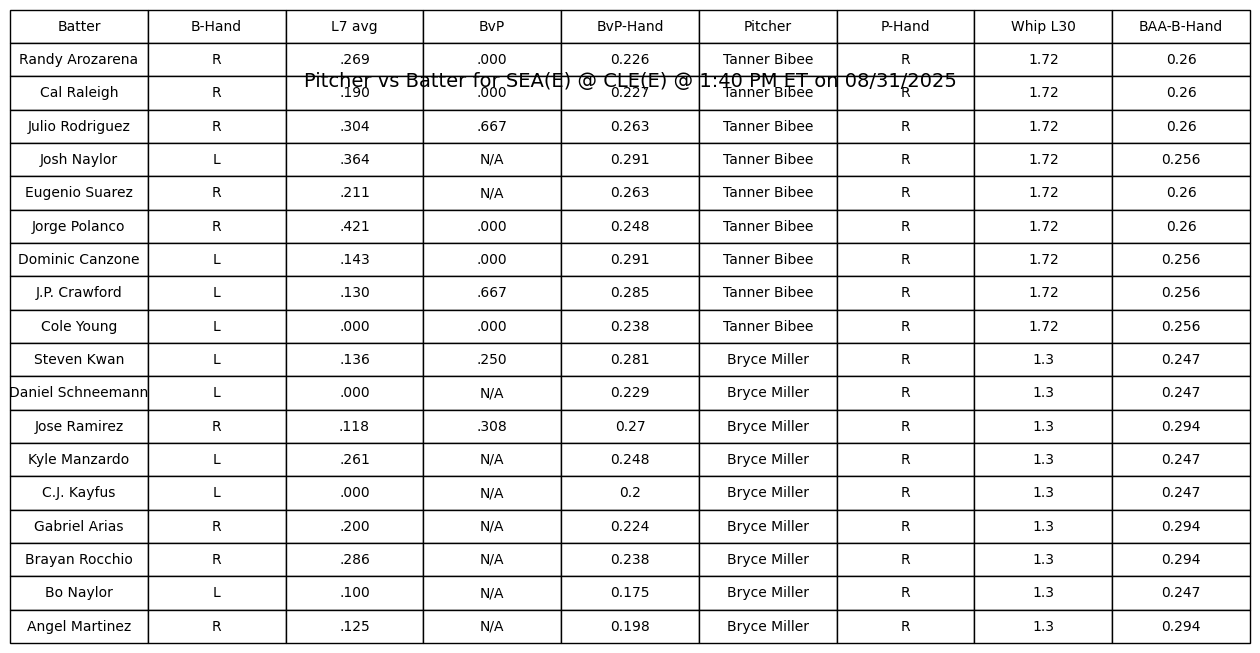 Batter B-Hand L7 avg BvP BvP-Hand Pitcher P-Hand Whip L30 BAA-B-Hand
Randy Arozarena R .269 .000 0.226 Tanner Bibee R 1.72 0.26
Pitcher vs Batter for SEA(E) @ CLE(E) @ 1:40 PM ET on 08/31/2025
Cal Raleigh R .190 .000 0.227 Tanner Bibee R 1.72 0.26
Julio Rodriguez R .304 .667 0.263 Tanner Bibee R 1.72 0.26
Josh Naylor L .364 N/A 0.291 Tanner Bibee R 1.72 0.256
Eugenio Suarez R .211 N/A 0.263 Tanner Bibee R 1.72 0.26
Jorge Polanco R .421 .000 0.248 Tanner Bibee R 1.72 0.26
Dominic Canzone L .143 .000 0.291 Tanner Bibee R 1.72 0.256
J.P. Crawford L .130 .667 0.285 Tanner Bibee R 1.72 0.256
Cole Young L .000 .000 0.238 Tanner Bibee R 1.72 0.256
Steven Kwan L .136 .250 0.281 Bryce Miller R 1.3 0.247
Daniel Schneemann L .000 N/A 0.229 Bryce Miller R 1.3 0.247
Jose Ramirez R .118 .308 0.27 Bryce Miller R 1.3 0.294
Kyle Manzardo L .261 N/A 0.248 Bryce Miller R 1.3 0.247
C.J. Kayfus L .000 N/A 0.2 Bryce Miller R 1.3 0.247
Gabriel Arias R .200 N/A 0.224 Bryce Miller R 1.3 0.294
Brayan Rocchio R .286 N/A 0.238 Bryce Miller R 1.3 0.294
Bo Naylor L .100 N/A 0.175 Bryce Miller R 1.3 0.247
Angel Martinez R .125 N/A 0.198 Bryce Miller R 1.3 0.294